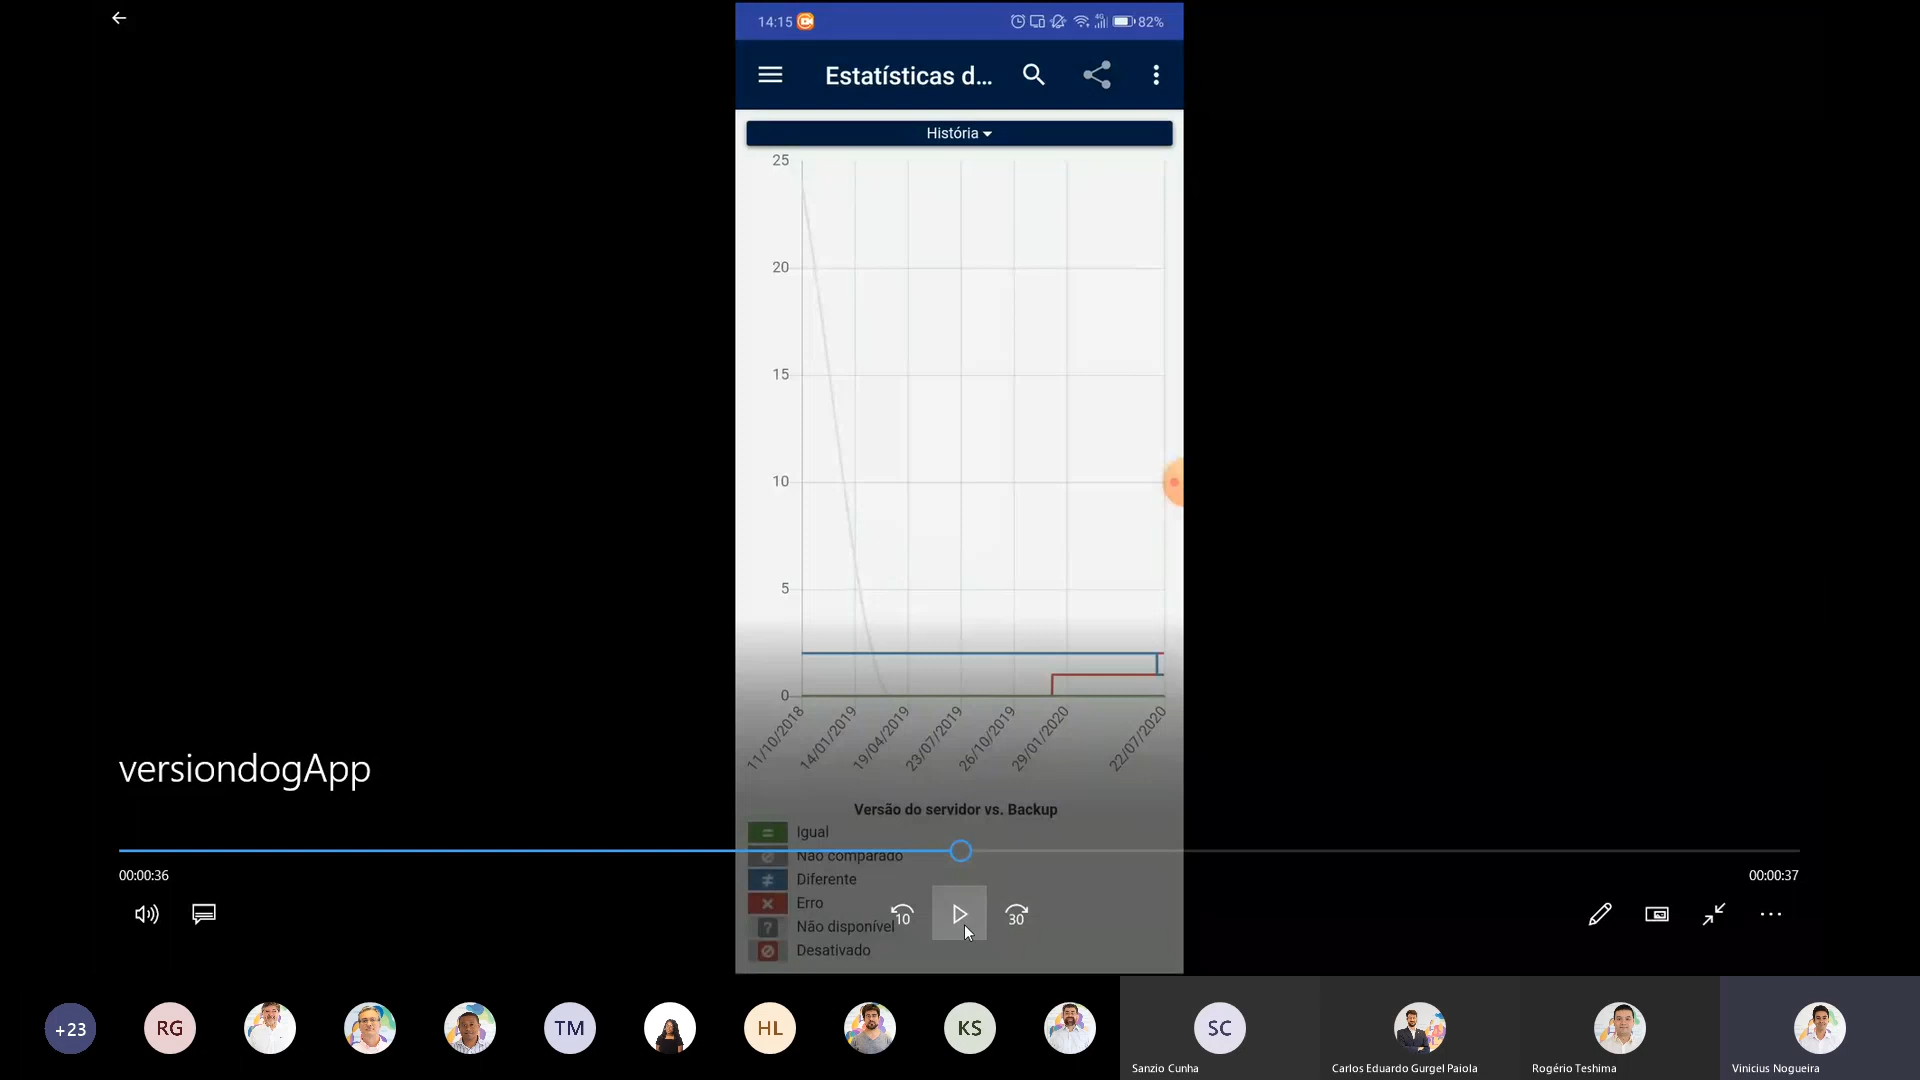 14:15
4G
82%
Estatísticas d...
História
25
20
15
10
5
0
11/10/2018
14/01/2019
19/04/2019
23/07/2019
26/10/2019
29/01/2020
22/07/2020
versiondogApp
Versão do servidor vs. Backup
= Igual
Não comparado
≠ Diferente
Erro
? Não disponível
Desativado
00:00:36
00:00:37
10
30
+23
RG
TM
HL
KS
SC
Sanzio Cunha
Carlos Eduardo Gurgel Paiola
Rogério Teshima
Vinicius Nogueira